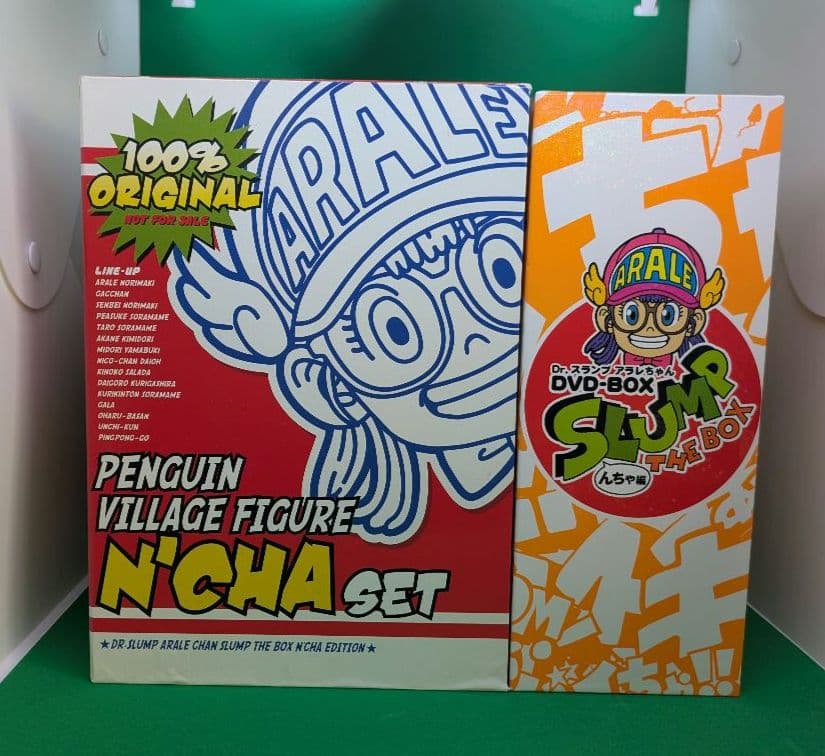 100%
ORIGINAL
NOT FOR SALE
LINE-UP
ARALE NORIMAKI
GACCHAN
SENBEI NORIMAKI
PEASUKE SORAMAME
TARO SORAMAME
AKANE KIMIDORI
MIDORI YAMABUKI
NICO-CHAN DAIOH
KINOKO SALADA
DAIGORO KURIGASHIRA
KURIKINTON SORAMAME
GALA
OHARU-BASAN
UNCHI-KUN
PINGPONG-GO
ARALE
PENGUIN
VILLAGE FIGURE
N'CHA SET
★DR.SLUMP ARALE CHAN SLUMP THE BOX N'CHA EDITION★
ち
ARALE
Dr.スランプ アラレちゃん
DVD-BOX
SLUMP
THE BOX
んちゃ編
キ